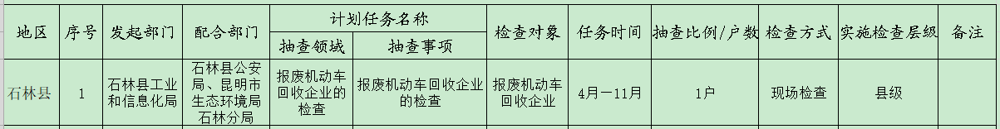 地区 序号 发起部门 配合部门 计划任务名称 检查对象 任务时间 抽查比例/户数 检查方式 实施检查层级 备注
抽查领域 抽查事项
石林县 1 石林县工业和信息化局 石林县公安局、昆明市生态环境局石林分局 报废机动车回收企业的检查 报废机动车回收企业的检查 报废机动车回收企业 4月—11月 1户 现场检查 县级